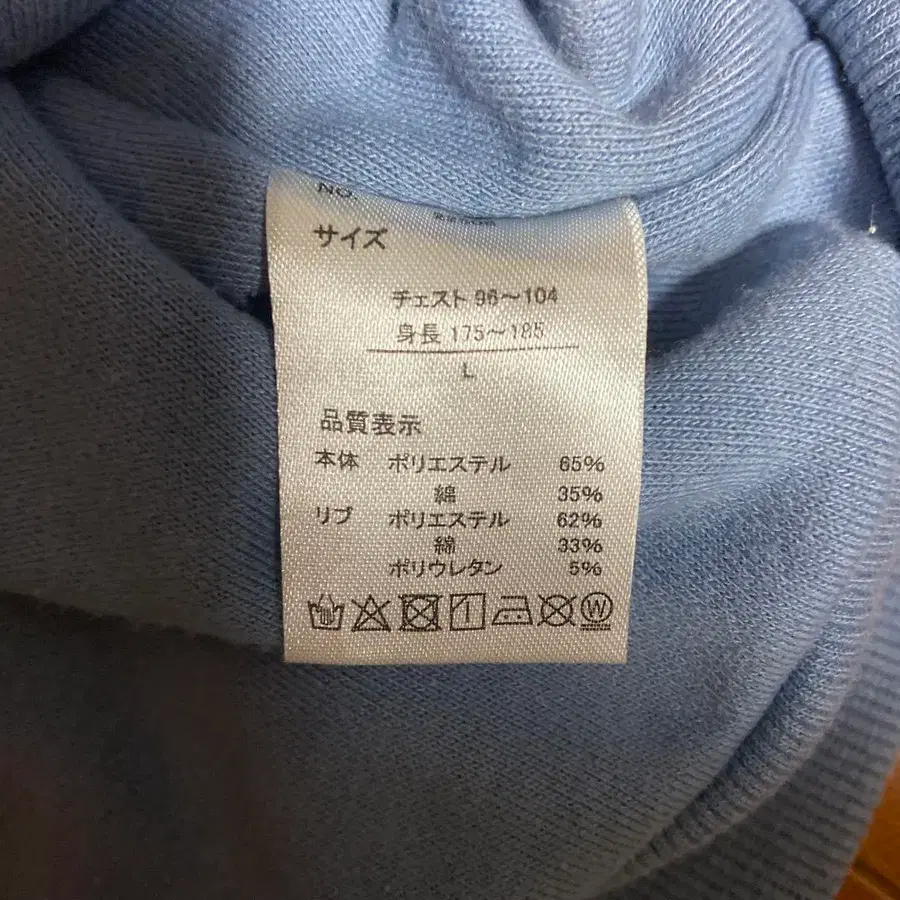 NO.
サイズ
チェスト 96〜104
身長 175〜185
L
品質表示
本体 ポリエステル 65%
綿 35%
リブ ポリエステル 62%
綿 33%
ポリウレタン 5%
W